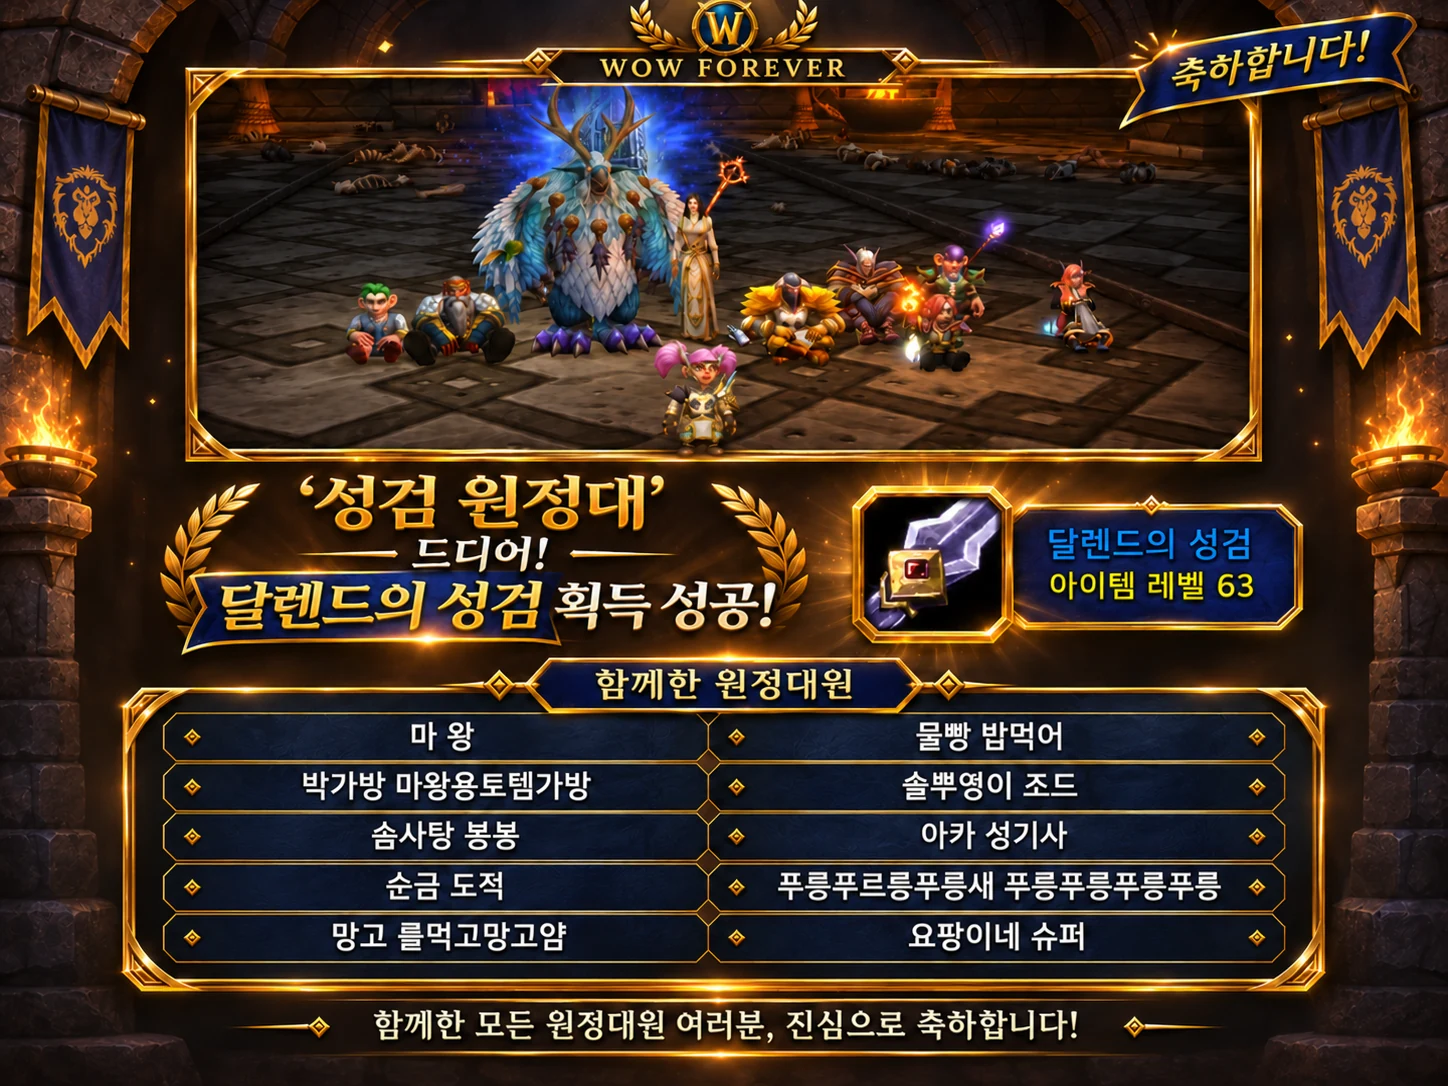 W
WOW FOREVER
축하합니다!
‘성검 원정대’
드디어!
달렌드의 성검 획득 성공!
달렌드의 성검
아이템 레벨 63
함께한 원정대원
마 왕
물빵 밥먹어
박가방 마왕용토템가방
솔뿌영이 조드
솜사탕 봉봉
아카 성기사
순금 도적
푸릉푸르릉푸릉새 푸릉푸릉푸릉푸릉
망고 를먹고망고얌
요팡이네 슈퍼
함께한 모든 원정대원 여러분, 진심으로 축하합니다!